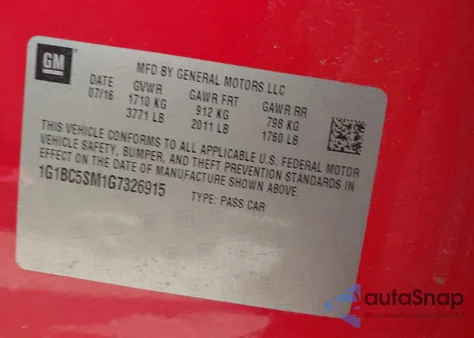 GM
MFD BY GENERAL MOTORS LLC
DATE GVWR GAWR FRT GAWR RR
07/16 1710 KG 912 KG 798 KG
3771 LB 2011 LB 1760 LB
THIS VEHICLE CONFORMS TO ALL APPLICABLE U.S. FEDERAL MOTOR
VEHICLE SAFETY, BUMPER, AND THEFT PREVENTION STANDARDS IN
EFFECT ON THE DATE OF MANUFACTURE SHOWN ABOVE.
1G1BC5SM1G7326915 TYPE: PASS CAR
autaSnap